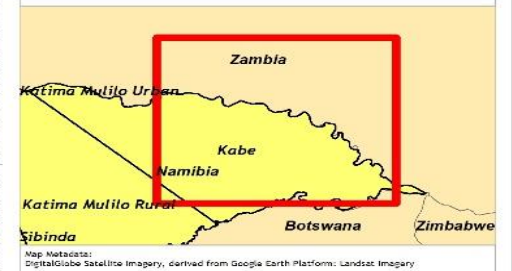 Zambia
Katima Mulilo Urban
Kabe
Namibia
Katima Mulilo Rural
Botswana
Zimbabwe
Sibinda
Map Metadata:
DigitalGlobe Satellite Imagery, derived from Google Earth Platform: Landsat Imagery